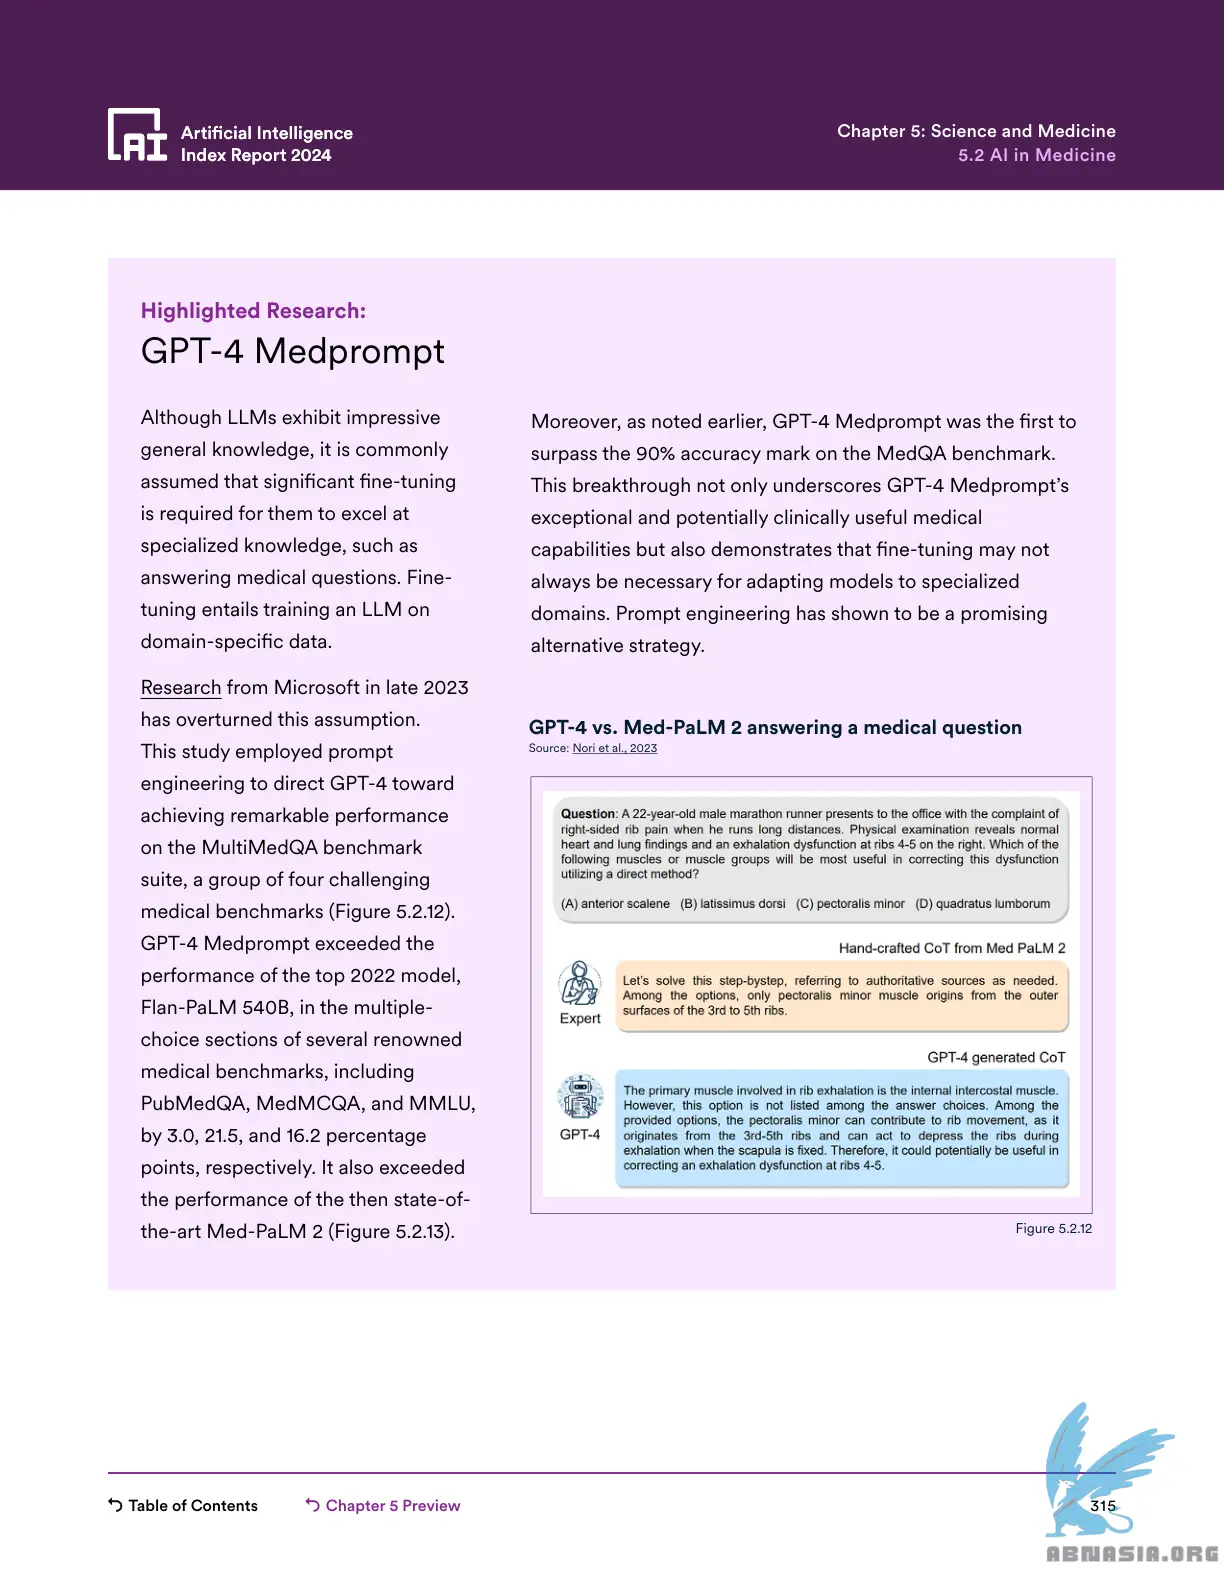 Artificial Intelligence
Index Report 2024
Chapter 5: Science and Medicine
5.2 AI in Medicine
Highlighted Research:
GPT-4 Medprompt
Although LLMs exhibit impressive
general knowledge, it is commonly
assumed that significant fine-tuning
is required for them to excel at
specialized knowledge, such as
answering medical questions. Fine-
tuning entails training an LLM on
domain-specific data.
Research from Microsoft in late 2023
has overturned this assumption.
This study employed prompt
engineering to direct GPT-4 toward
achieving remarkable performance
on the MultiMedQA benchmark
suite, a group of four challenging
medical benchmarks (Figure 5.2.12).
GPT-4 Medprompt exceeded the
performance of the top 2022 model,
Flan-PaLM 540B, in the multiple-
choice sections of several renowned
medical benchmarks, including
PubMedQA, MedMCQA, and MMLU,
by 3.0, 21.5, and 16.2 percentage
points, respectively. It also exceeded
the performance of the then state-of-
the-art Med-PaLM 2 (Figure 5.2.13).
Moreover, as noted earlier, GPT-4 Medprompt was the first to
surpass the 90% accuracy mark on the MedQA benchmark.
This breakthrough not only underscores GPT-4 Medprompt's
exceptional and potentially clinically useful medical
capabilities but also demonstrates that fine-tuning may not
always be necessary for adapting models to specialized
domains. Prompt engineering has shown to be a promising
alternative strategy.
GPT-4 vs. Med-PaLM 2 answering a medical question
Source: Nori et al., 2023
Question: A 22-year-old male marathon runner presents to the office with the complaint of
right-sided rib pain when he runs long distances. Physical examination reveals normal
heart and lung findings and an exhalation dysfunction at ribs 4-5 on the right. Which of the
following muscles or muscle groups will be most useful in correcting this dysfunction
utilizing a direct method?
(A) anterior scalene (B) latissimus dorsi (C) pectoralis minor (D) quadratus lumborum
Hand-crafted CoT from Med PaLM 2
Expert
Let's solve this step-bystep, referring to authoritative sources as needed.
Among the options, only pectoralis minor muscle origins from the outer
surfaces of the 3rd to 5th ribs.
GPT-4 generated CoT
GPT-4
The primary muscle involved in rib exhalation is the internal intercostal muscle.
However, this option is not listed among the answer choices. Among the
provided options, the pectoralis minor can contribute to rib movement, as it
originates from the 3rd-5th ribs and can act to depress the ribs during
exhalation when the scapula is fixed. Therefore, it could potentially be useful in
correcting an exhalation dysfunction at ribs 4-5.
Figure 5.2.12
Table of Contents
Chapter 5 Preview
315
ABNASIA.ORG